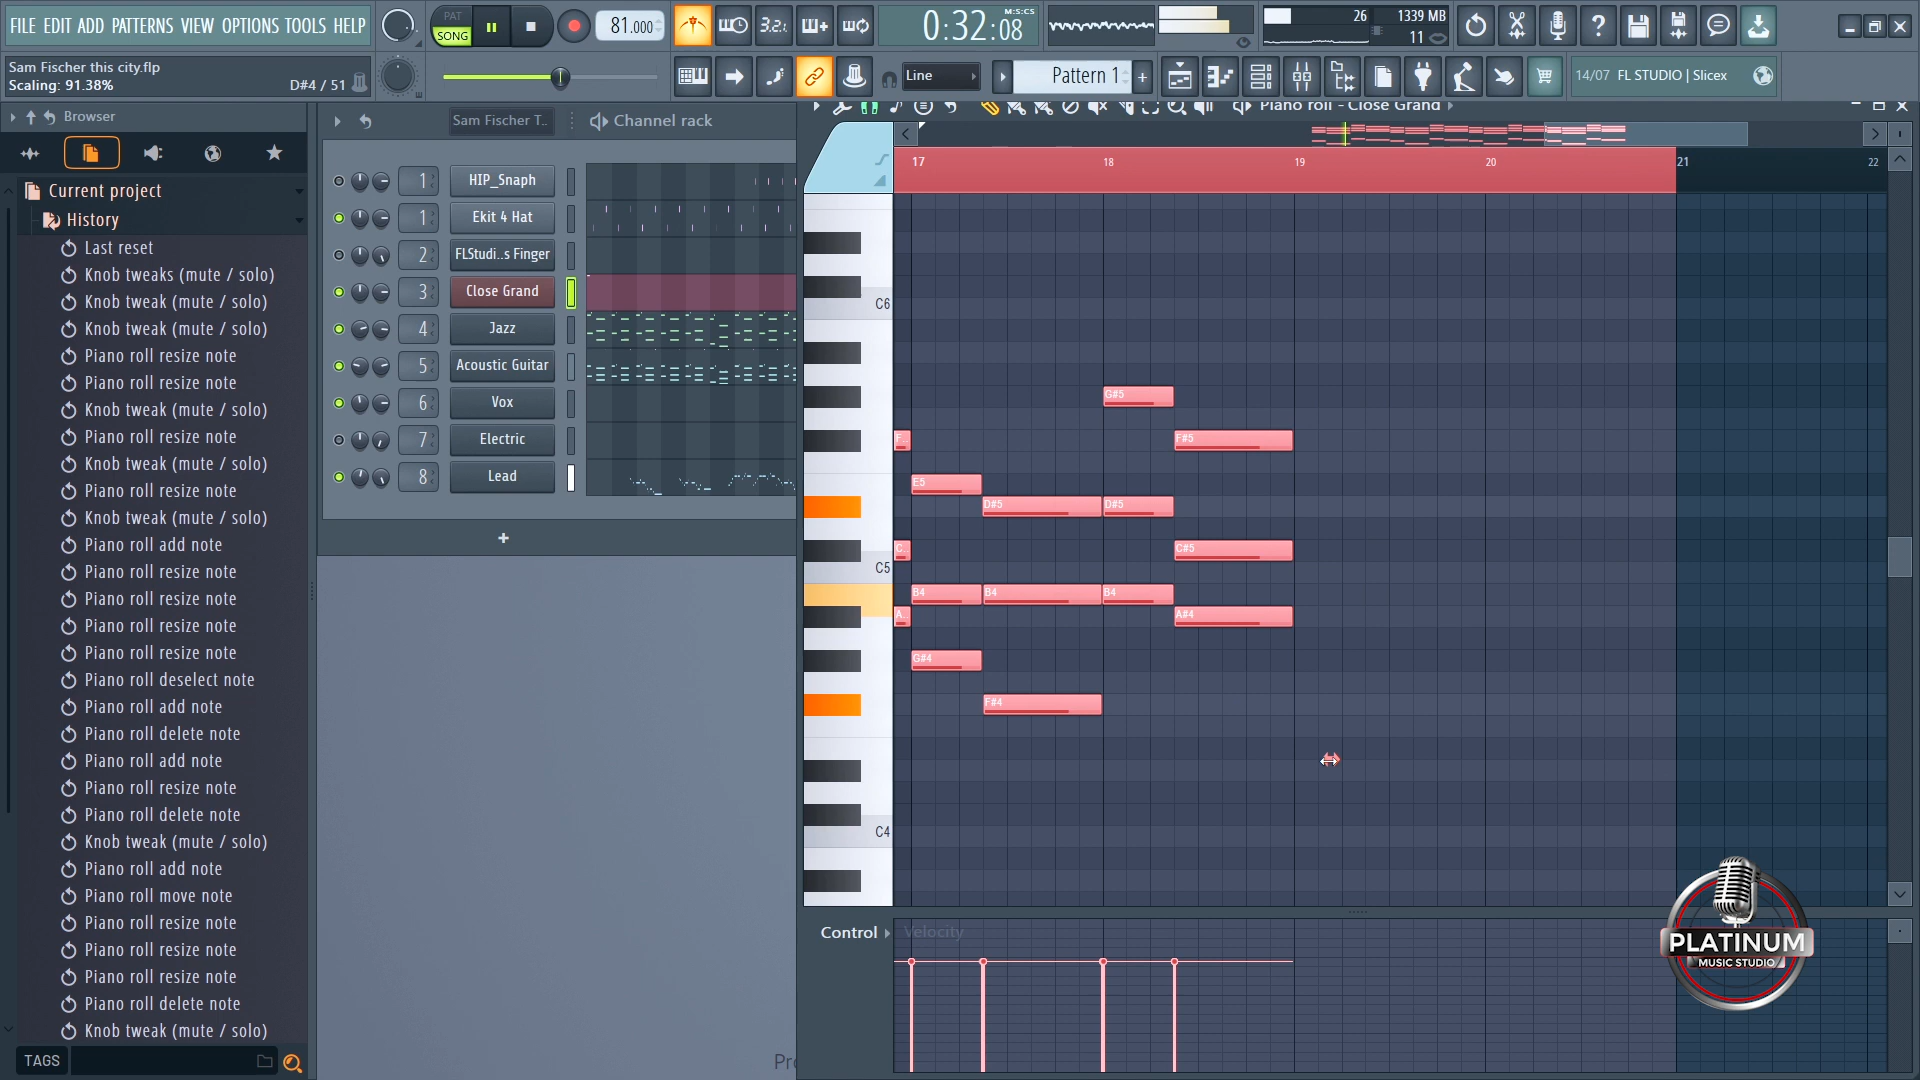 FILE EDIT ADD PATTERNS VIEW OPTIONS TOOLS HELP
PAT
SONG
81.000
3.2.
0:32:08
M:S:CS
26
1339 MB
11
Sam Fischer this city.flp
Scaling: 91.38%
D#4 / 51
Line
Pattern 1
14/07 FL STUDIO | Slicex
Browser
Sam Fischer T..
Channel rack
Piano roll - Close Grand
Current project
History
Last reset
Knob tweaks (mute / solo)
Knob tweak (mute / solo)
Knob tweak (mute / solo)
Piano roll resize note
Piano roll resize note
Knob tweak (mute / solo)
Piano roll resize note
Knob tweak (mute / solo)
Piano roll resize note
Knob tweak (mute / solo)
Piano roll add note
Piano roll resize note
Piano roll resize note
Piano roll resize note
Piano roll resize note
Piano roll deselect note
Piano roll add note
Piano roll delete note
Piano roll add note
Piano roll resize note
Piano roll delete note
Knob tweak (mute / solo)
Piano roll add note
Piano roll move note
Piano roll resize note
Piano roll resize note
Piano roll resize note
Piano roll delete note
Knob tweak (mute / solo)
TAGS
1 HIP_Snaph
1 Ekit 4 Hat
2 FLStudi..s Finger
3 Close Grand
4 Jazz
5 Acoustic Guitar
6 Vox
7 Electric
8 Lead
+
17 18 19 20 21 22
C6
G#5
F.. F#5
E5
D#5 D#5
C.. C#5
C5
B4 B4 B4
A.. A#4
G#4
F#4
C4
Control
Velocity
PLATINUM
MUSIC STUDIO